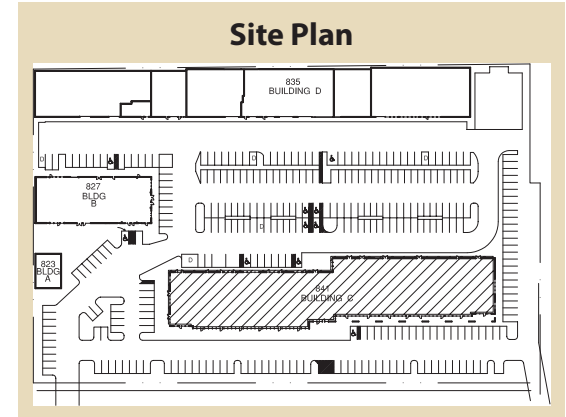 Site Plan
835
BUILDING D
D
D
D
827
BLDG
B
D
823
BLDG
A
D
841
BUILDING C